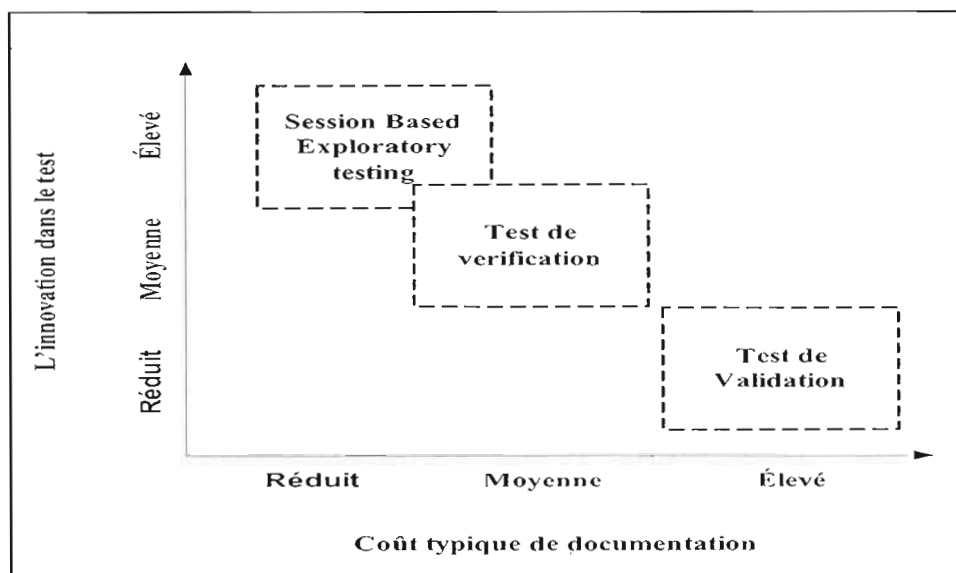 L'innovation dans le test
Élevé
Moyenne
Réduit
Session Based
Exploratory
testing
Test de
verification
Test de
Validation
Réduit
Moyenne
Élevé
Coût typique de documentation